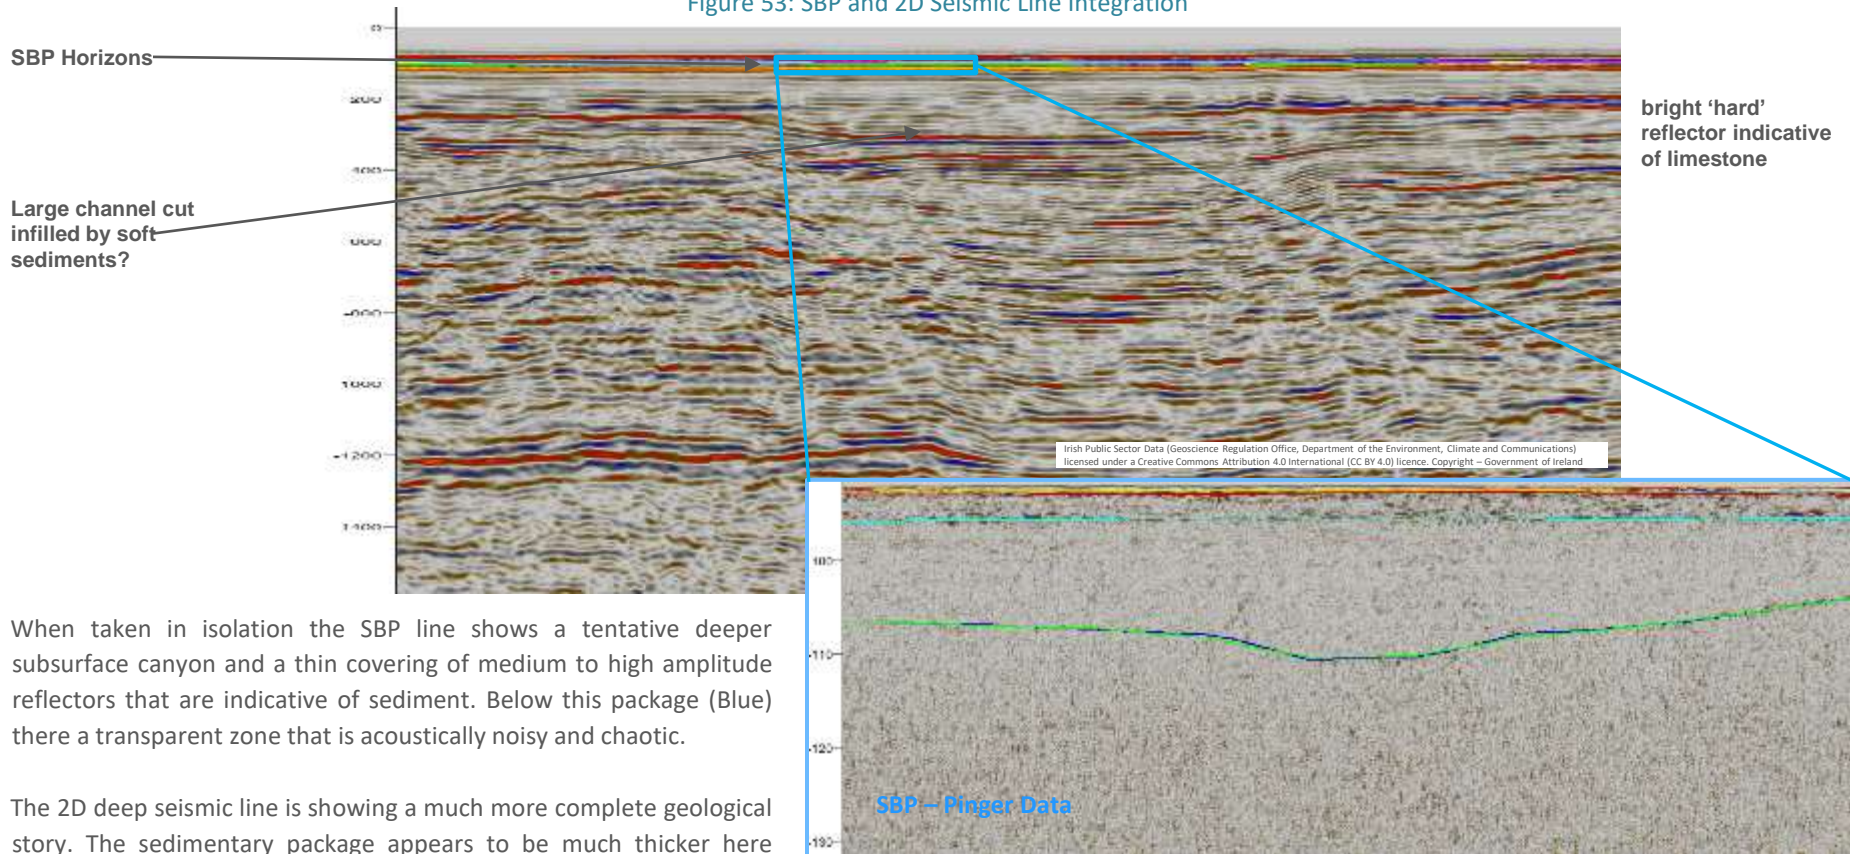 Figure 53: SBP and 2D Seismic Line Integration
SBP Horizons
bright ‘hard’
reflector indicative
of limestone
Large channel cut
infilled by soft
sediments?
0
-200
-400
-600
-800
-1000
-1200
-1400
Irish Public Sector Data (Geoscience Regulation Office, Department of the Environment, Climate and Communications)
licensed under a Creative Commons Attribution 4.0 International (CC BY 4.0) licence. Copyright – Government of Ireland
-100
-110
-120
-130
SBP – Pinger Data
When taken in isolation the SBP line shows a tentative deeper
subsurface canyon and a thin covering of medium to high amplitude
reflectors that are indicative of sediment. Below this package (Blue)
there a transparent zone that is acoustically noisy and chaotic.
The 2D deep seismic line is showing a much more complete geological
story. The sedimentary package appears to be much thicker here